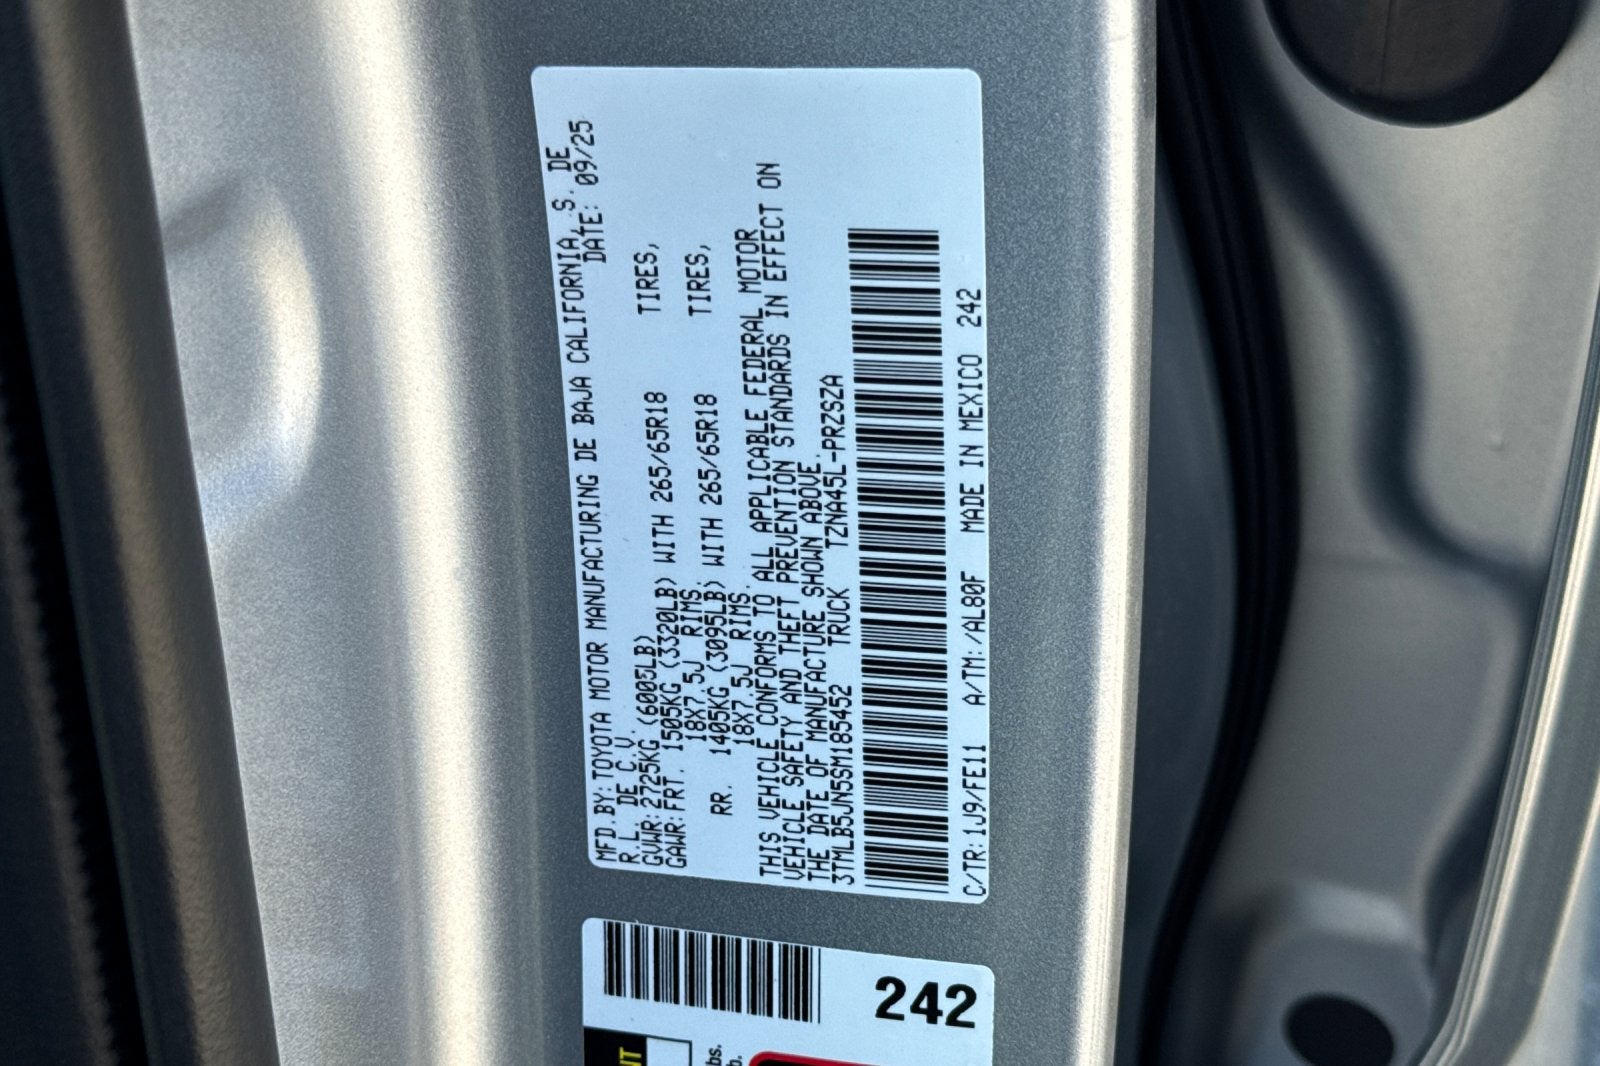 MFD.BY:TOYOTA MOTOR MANUFACTURING DE BAJA CALIFORNIA, S. DE
R.L. DE C.V. DATE: 09/25
GVWR:2725KG (6005LB)
GAWR:FRT. 1505KG (3320LB) WITH 265/65R18 TIRES,
18X7.5J RIMS.
RR. 1405KG (3095LB) WITH 265/65R18 TIRES,
18X7.5J RIMS.
THIS VEHICLE CONFORMS TO ALL APPLICABLE FEDERAL MOTOR
VEHICLE SAFETY AND THEFT PREVENTION STANDARDS IN EFFECT ON
THE DATE OF MANUFACTURE SHOWN ABOVE.
3TMLB5JN5SM185452 TRUCK TZNA45L-PRZSZA
C/TR:1J9/FE11 A/TM:/AL80F MADE IN MEXICO 242
242